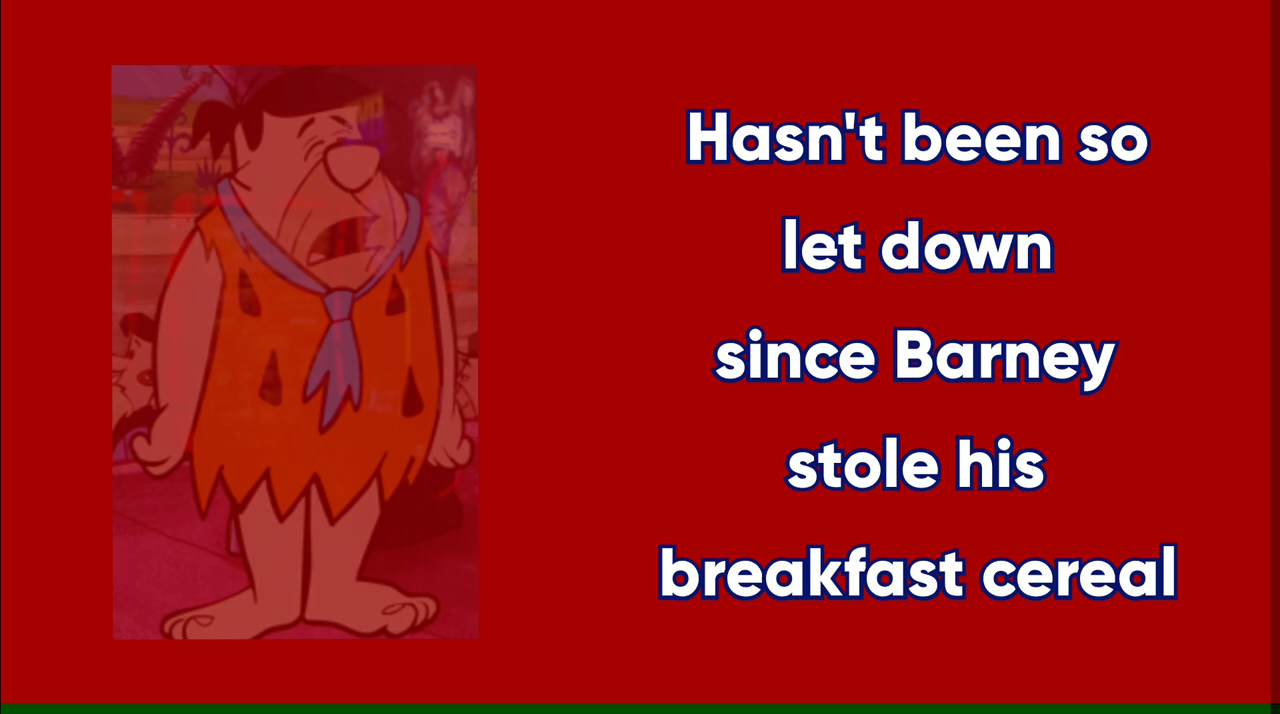 Hasn't been so
let down
since Barney
stole his
breakfast cereal